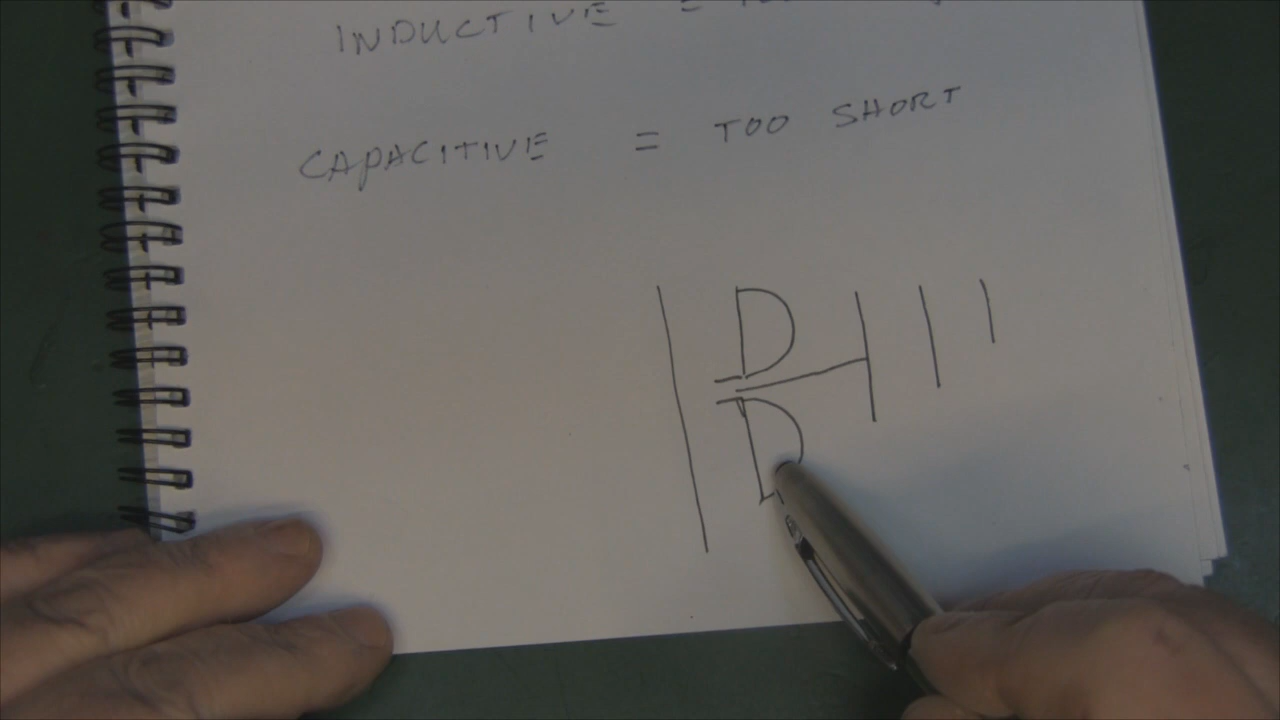 INDUCTIVE =
CAPACITIVE = TOO SHORT